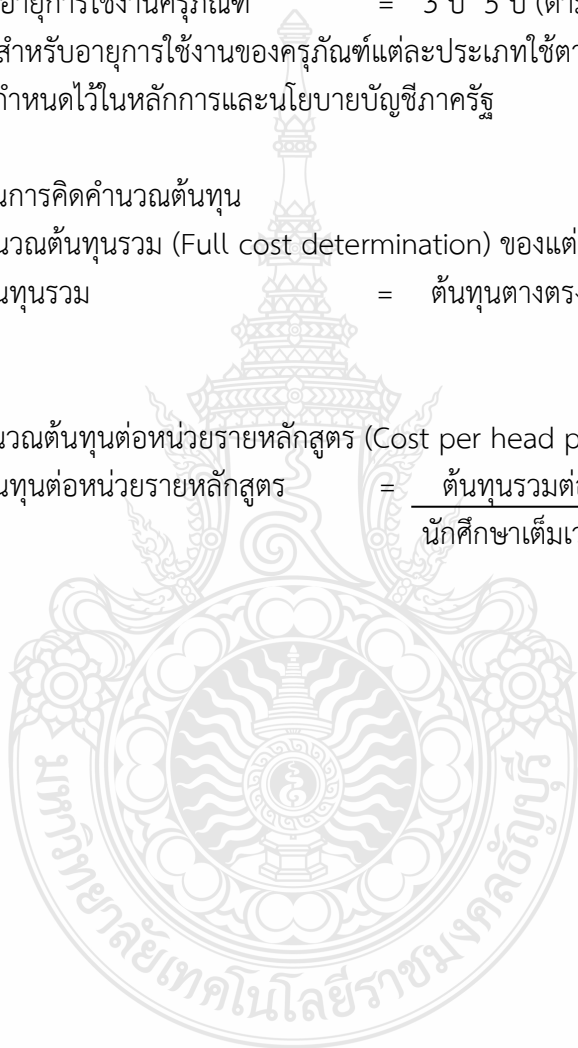 อายุการใช้งานครุภัณฑ์ = 3 ปี 5 ปี
สำหรับอายุการใช้งานของครุภัณฑ์แต่ละประเภทใช้
กำหนดไว้ในหลักการและนโยบายบัญชีภาครัฐ
นการคิดคำนวณต้นทุน
นวณต้นทุนรวม (Full cost determination) ของแต่
นทุนรวม = ต้นทุนตางตรง
นวณต้นทุนต่อหน่วยรายหลักสูตร (Cost per head p
นทุนต่อหน่วยรายหลักสูตร = ต้นทุนรวมต่
นักศึกษาเต็มเว
มหาวิทยาลัยเทคโนโลยีราชมงคลธัญบุรี